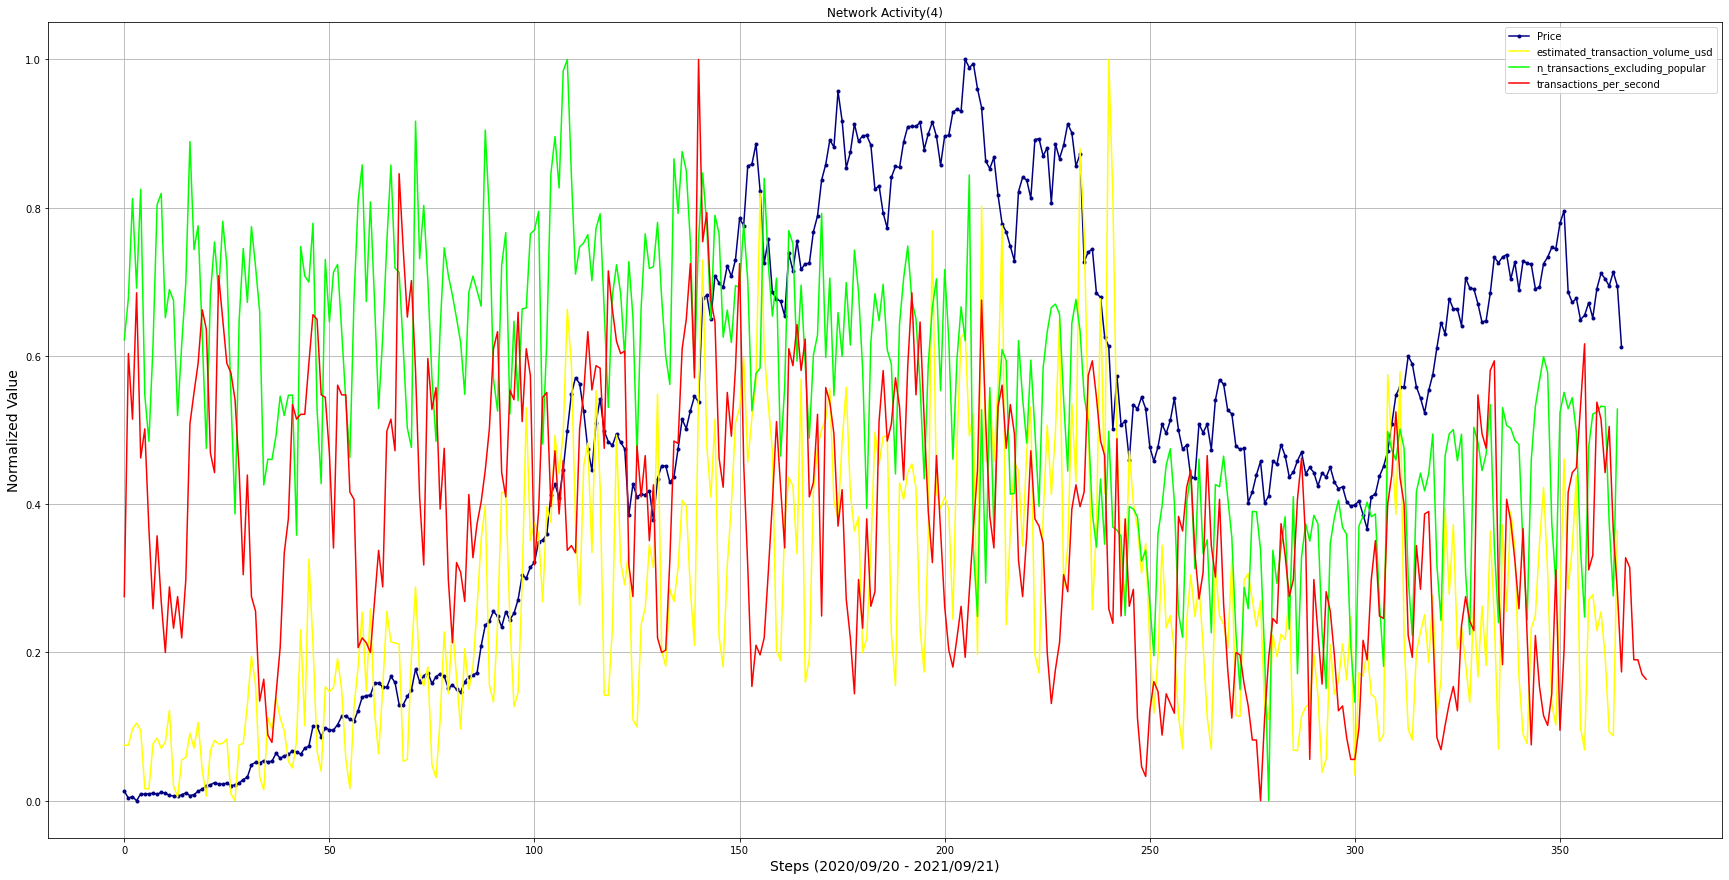 Network Activity(4)
Price
estimated_transaction_volume_usd
n_transactions_excluding_popular
transactions_per_second
Normalized Value
1.0
0.8
0.6
0.4
0.2
0.0
0 50 100 150 200 250 300 350
Steps (2020/09/20 - 2021/09/21)